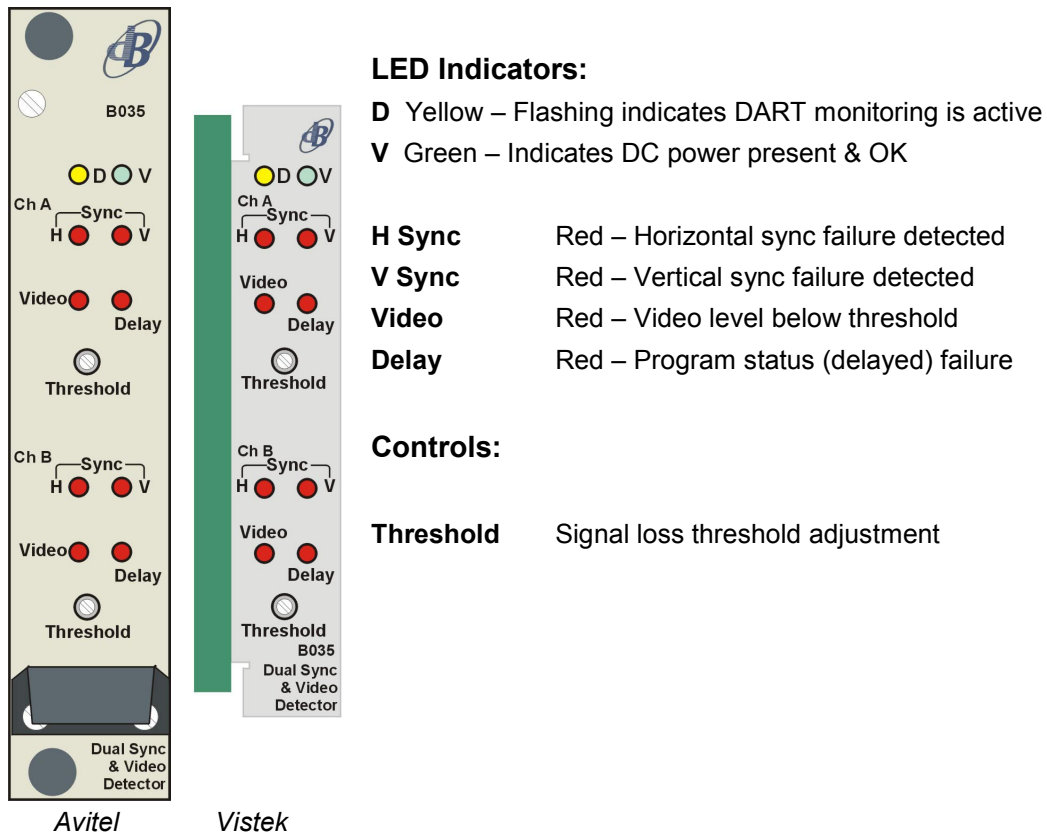 B035
D V
Ch A
Sync
H V
Video
Delay
Threshold
Ch B
Sync
H V
Video
Delay
Threshold
Dual Sync
& Video
Detector
Avitel
D V
Ch A
Sync
H V
Video
Delay
Threshold
Ch B
Sync
H V
Video
Delay
Threshold
B035
Dual Sync
& Video
Detector
Vistek
LED Indicators:
D Yellow – Flashing indicates DART monitoring is active
V Green – Indicates DC power present & OK
H Sync Red – Horizontal sync failure detected
V Sync Red – Vertical sync failure detected
Video Red – Video level below threshold
Delay Red – Program status (delayed) failure
Controls:
Threshold Signal loss threshold adjustment